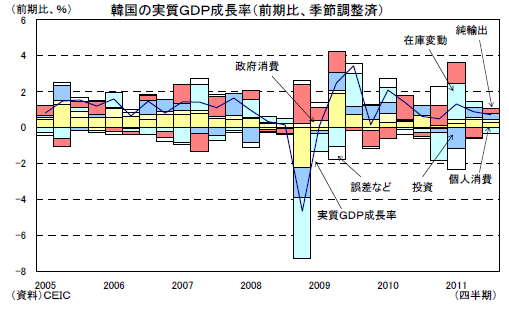 韓国の実質GDP成長率(前期比、季節調整済)
(前期比、%)
6
4
2
0
-2
-4
-6
-8
政府消費
在庫変動
純輸出
誤差など
実質GDP成長率
投資
個人消費
2005 2006 2007 2008 2009 2010 2011
(資料)CEIC
(四半期)